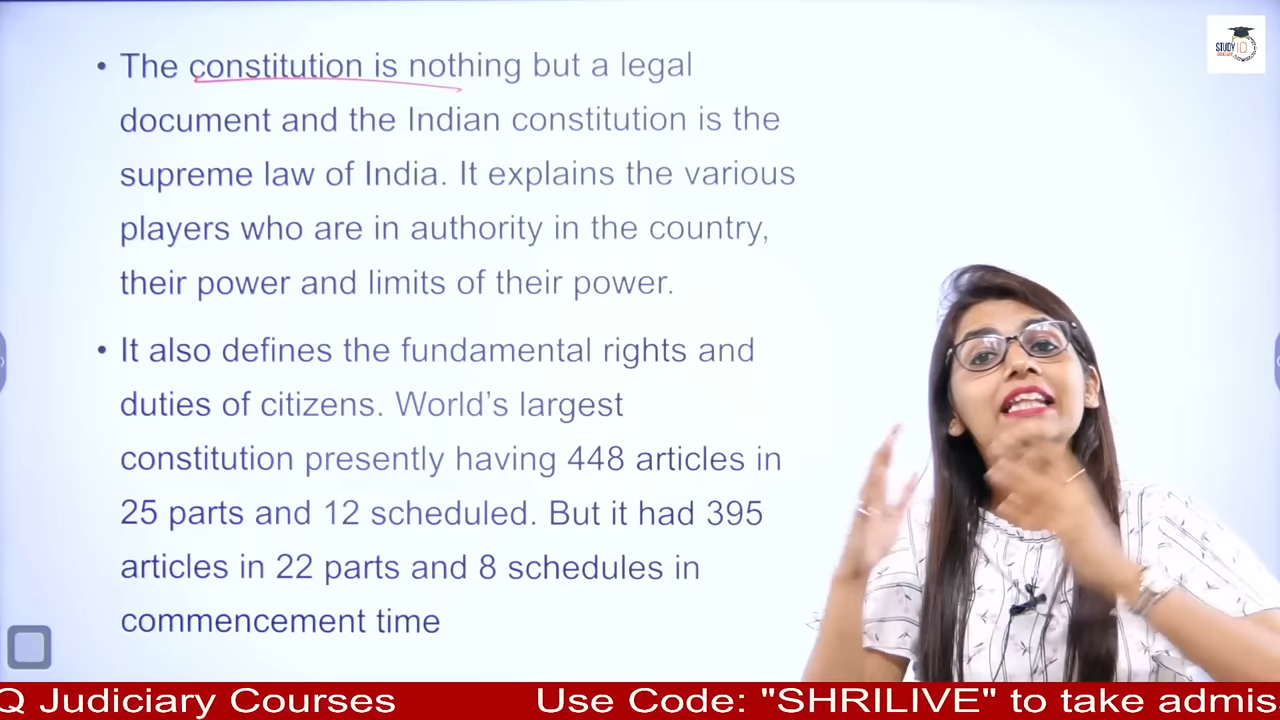 • The constitution is nothing but a legal
document and the Indian constitution is the
supreme law of India. It explains the various
players who are in authority in the country,
their power and limits of their power.
• It also defines the fundamental rights and
duties of citizens. World’s largest
constitution presently having 448 articles in
25 parts and 12 scheduled. But it had 395
articles in 22 parts and 8 schedules in
commencement time
STUDY IQ
Q Judiciary Courses Use Code: "SHRILIVE" to take admis